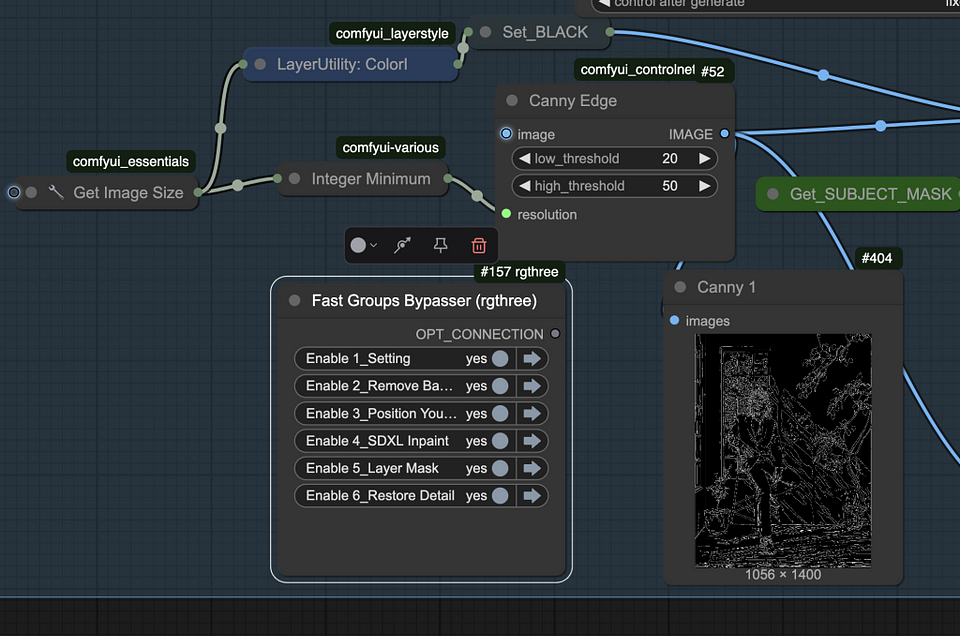 control after generate
fix
comfyui_layerstyle
Set_BLACK
LayerUtility: ColorI
comfyui_controlnet
#52
Canny Edge
image
IMAGE
low_threshold 20
high_threshold 50
resolution
comfyui-various
Integer Minimum
comfyui_essentials
Get Image Size
Get_SUBJECT_MASK
#157 rgthree
Fast Groups Bypasser (rgthree)
OPT_CONNECTION
Enable 1_Setting yes
Enable 2_Remove Ba... yes
Enable 3_Position You... yes
Enable 4_SDXL Inpaint yes
Enable 5_Layer Mask yes
Enable 6_Restore Detail yes
#404
Canny 1
images
1056 × 1400